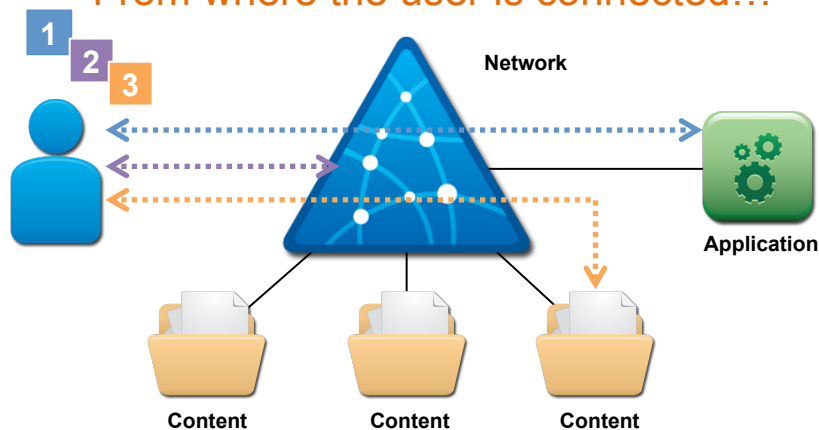 From where the user is connected…
1
2
3
Network
Application
Content
Content
Content